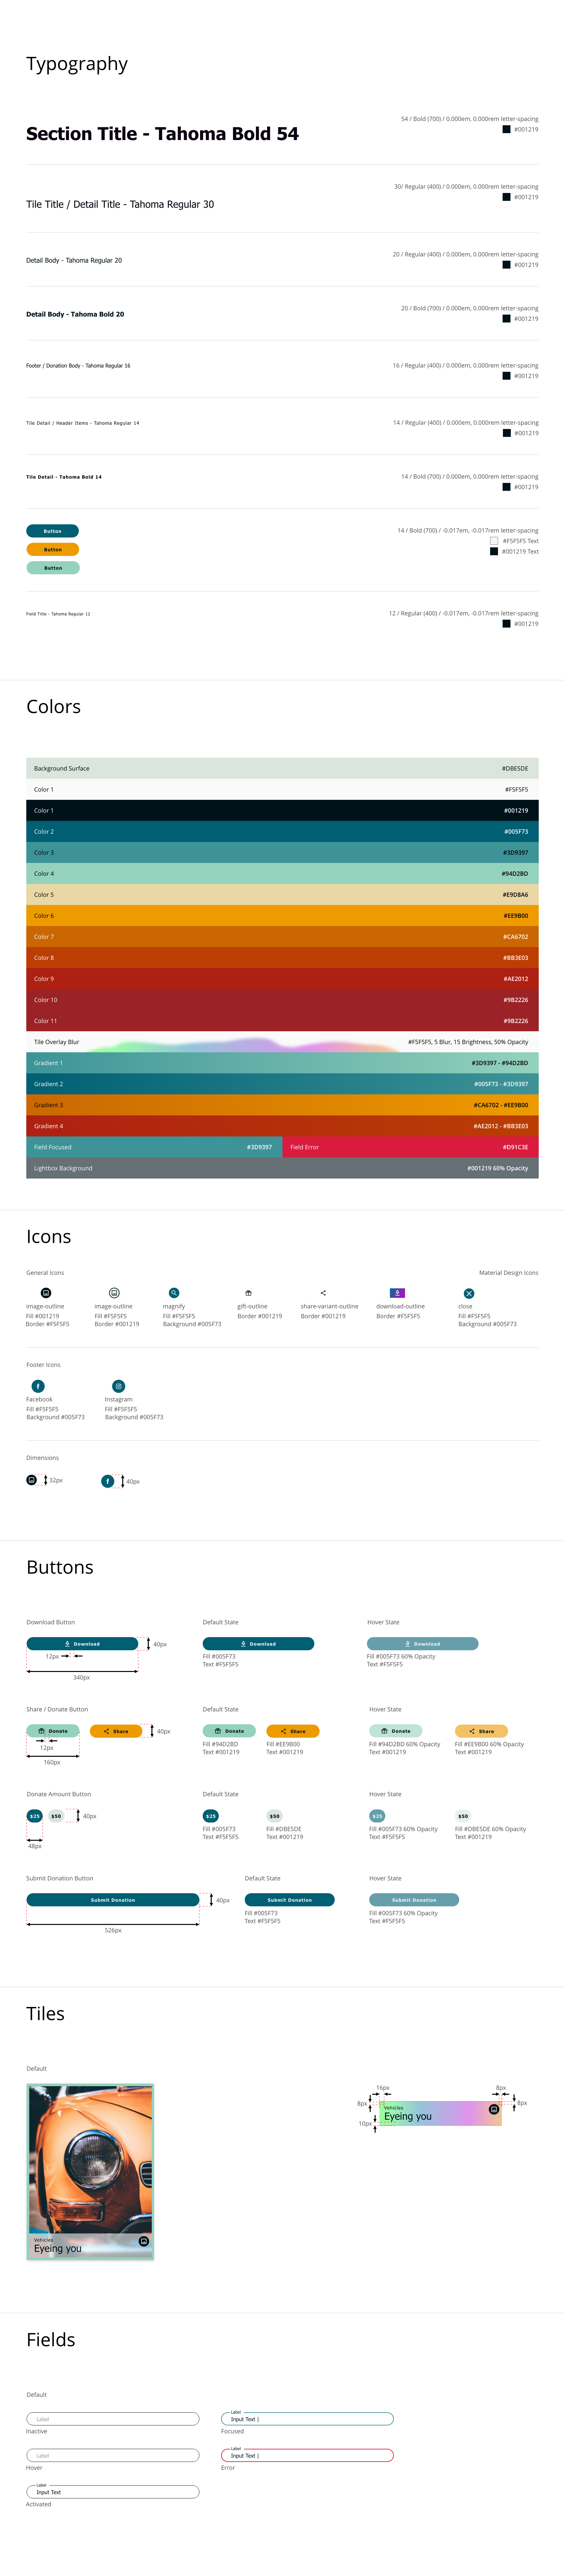 Typography
Section Title - Tahoma Bold 54
54 / Bold (700) / 0.000em, 0.000rem letter-spacing
#001219
Tile Title / Detail Title - Tahoma Regular 30
30/ Regular (400) / 0.000em, 0.000rem letter-spacing
#001219
Detail Body - Tahoma Regular 20
20 / Regular (400) / 0.000em, 0.000rem letter-spacing
#001219
Detail Body - Tahoma Bold 20
20 / Bold (700) / 0.000em, 0.000rem letter-spacing
#001219
Footer / Donation Body - Tahoma Regular 16
16 / Regular (400) / 0.000em, 0.000rem letter-spacing
#001219
Tile Detail / Header Items - Tahoma Regular 14
14 / Regular (400) / 0.000em, 0.000rem letter-spacing
#001219
Tile Detail - Tahoma Bold 14
14 / Bold (700) / 0.000em, 0.000rem letter-spacing
#001219
Button
Button
Button
14 / Bold (700) / -0.017em, -0.017rem letter-spacing
#F5F5F5 Text
#001219 Text
Field Title - Tahoma Regular 12
12 / Regular (400) / -0.017em, -0.017rem letter-spacing
#001219
Colors
Background Surface #DBE5DE
Color 1 #F5F5F5
Color 1 #001219
Color 2 #005F73
Color 3 #3D9397
Color 4 #94D2BD
Color 5 #E9D8A6
Color 6 #EE9B00
Color 7 #CA6702
Color 8 #BB3E03
Color 9 #AE2012
Color 10 #9B2226
Color 11 #9B2226
Tile Overlay Blur #F5F5F5, 5 Blur, 15 Brightness, 50% Opacity
Gradient 1 #3D9397 - #94D2BD
Gradient 2 #005F73 - #3D9397
Gradient 3 #CA6702 - #EE9B00
Gradient 4 #AE2012 - #BB3E03
Field Focused #3D9397 Field Error #D91C3E
Lightbox Background #001219 60% Opacity
Icons
General Icons Material Design Icons
image-outline image-outline magnify gift-outline share-variant-outline download-outline close
Fill #001219 Fill #F5F5F5 Fill #F5F5F5 Border #001219 Border #001219 Border #F5F5F5 Fill #F5F5F5
Border #F5F5F5 Border #001219 Background #005F73 Background #005F73
Footer Icons
Facebook Instagram
Fill #F5F5F5 Fill #F5F5F5
Background #005F73 Background #005F73
Dimensions
32px 40px
Buttons
Download Button Default State Hover State
Download 40px Download Download
12px Fill #005F73 Fill #005F73 60% Opacity
Text #F5F5F5 Text #F5F5F5
340px
Share / Donate Button Default State Hover State
Donate Share 40px Donate Share Donate Share
12px Fill #94D2BD Fill #EE9B00 Fill #94D2BD 60% Opacity Fill #EE9B00 60% Opacity
Text #001219 Text #001219 Text #001219 Text #001219
160px
Donate Amount Button Default State Hover State
$25 $50 40px $25 $50 $25 $50
Fill #005F73 Fill #DBE5DE Fill #005F73 60% Opacity Fill #DBE5DE 60% Opacity
Text #F5F5F5 Text #001219 Text #F5F5F5 Text #001219
48px
Submit Donation Button Default State Hover State
Submit Donation 40px Submit Donation Submit Donation
Fill #005F73 Fill #005F73 60% Opacity
Text #F5F5F5 Text #F5F5F5
526px
Tiles
Default
16px 8px
8px 8px
Vehicles
Eyeing you
10px
Vehicles
Eyeing you
Fields
Default
Label
Inactive
Label
Input Text |
Focused
Label
Hover
Label
Input Text |
Error
Label
Input Text
Activated